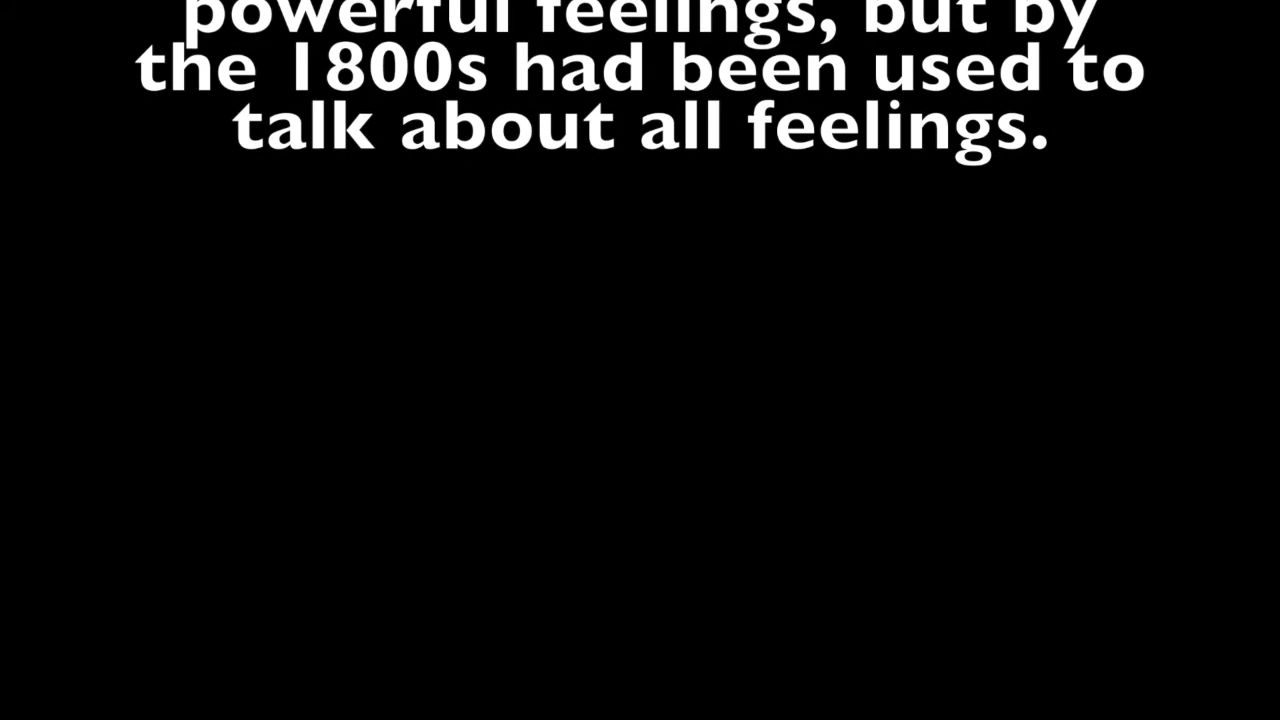 powerful feelings, but by
the 1800s had been used to
talk about all feelings.